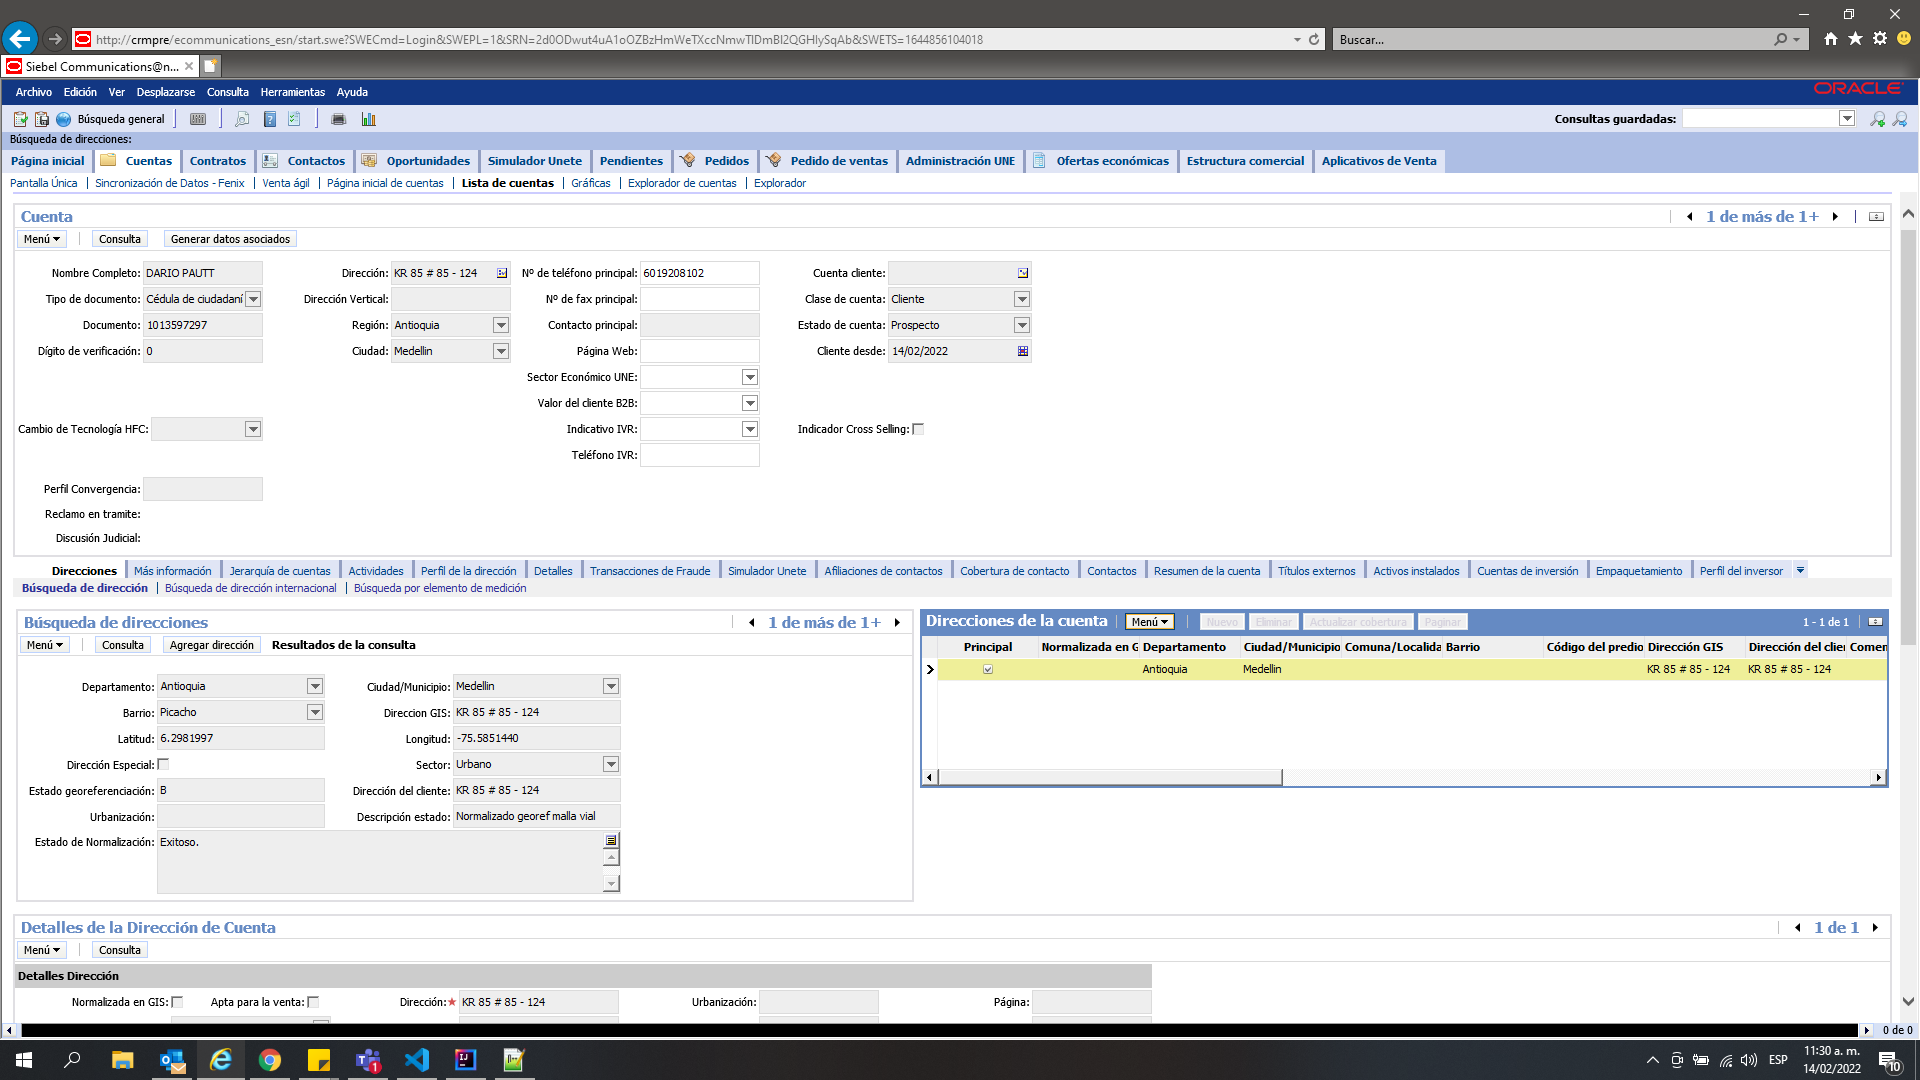 http://crmpre/ecommunications_esn/start.swe?SWECmd=Login&SWEPL=1&SRN=2d0ODwut4uA1oOZBzHmWeTXccNmwTlDmBl2QGHlySqAb&SWETS=1644856104018 Buscar...
Siebel Communications@n...
Archivo Edición Ver Desplazarse Consulta Herramientas Ayuda ORACLE
Búsqueda general Consultas guardadas:
Búsqueda de direcciones:
Página inicial Cuentas Contratos Contactos Oportunidades Simulador Unete Pendientes Pedidos Pedido de ventas Administración UNE Ofertas económicas Estructura comercial Aplicativos de Venta
Pantalla Única Sincronización de Datos - Fenix Venta ágil Página inicial de cuentas Lista de cuentas Gráficas Explorador de cuentas Explorador
Cuenta 1 de más de 1+
Menú Consulta Generar datos asociados
Nombre Completo: DARIO PAUTT Dirección: KR 85 # 85 - 124 Nº de teléfono principal: 6019208102 Cuenta cliente:
Tipo de documento: Cédula de ciudadaní Dirección Vertical: Nº de fax principal: Clase de cuenta: Cliente
Documento: 1013597297 Región: Antioquia Contacto principal: Estado de cuenta: Prospecto
Dígito de verificación: 0 Ciudad: Medellin Página Web: Cliente desde: 14/02/2022
Sector Económico UNE:
Valor del cliente B2B:
Cambio de Tecnología HFC: Indicativo IVR: Indicador Cross Selling:
Teléfono IVR:
Perfil Convergencia:
Reclamo en tramite:
Discusión Judicial:
Direcciones Más información Jerarquía de cuentas Actividades Perfil de la dirección Detalles Transacciones de Fraude Simulador Unete Afiliaciones de contactos Cobertura de contacto Contactos Resumen de la cuenta Títulos externos Activos instalados Cuentas de inversión Empaquetamiento Perfil del inversor
Búsqueda de dirección Búsqueda de dirección internacional Búsqueda por elemento de medición
Búsqueda de direcciones 1 de más de 1+
Menú Consulta Agregar dirección Resultados de la consulta
Departamento: Antioquia Ciudad/Municipio: Medellin
Barrio: Picacho Direccion GIS: KR 85 # 85 - 124
Latitud: 6.2981997 Longitud: -75.5851440
Dirección Especial: Sector: Urbano
Estado georeferenciación: B Dirección del cliente: KR 85 # 85 - 124
Urbanización: Descripción estado: Normalizado georef malla vial
Estado de Normalización: Exitoso.
Direcciones de la cuenta Menú Nuevo Eliminar Actualizar cobertura Paginar 1 - 1 de 1
Principal Normalizada en G Departamento Ciudad/Municipio Comuna/Localida Barrio Código del predio Dirección GIS Dirección del clie Comen
Antioquia Medellin KR 85 # 85 - 124 KR 85 # 85 - 124
Detalles de la Dirección de Cuenta 1 de 1
Menú Consulta
Detalles Dirección
Normalizada en GIS: Apta para la venta: Dirección:★ KR 85 # 85 - 124 Urbanización: Página:
0 de 0
ESP 11:30 a. m.
14/02/2022
1
10